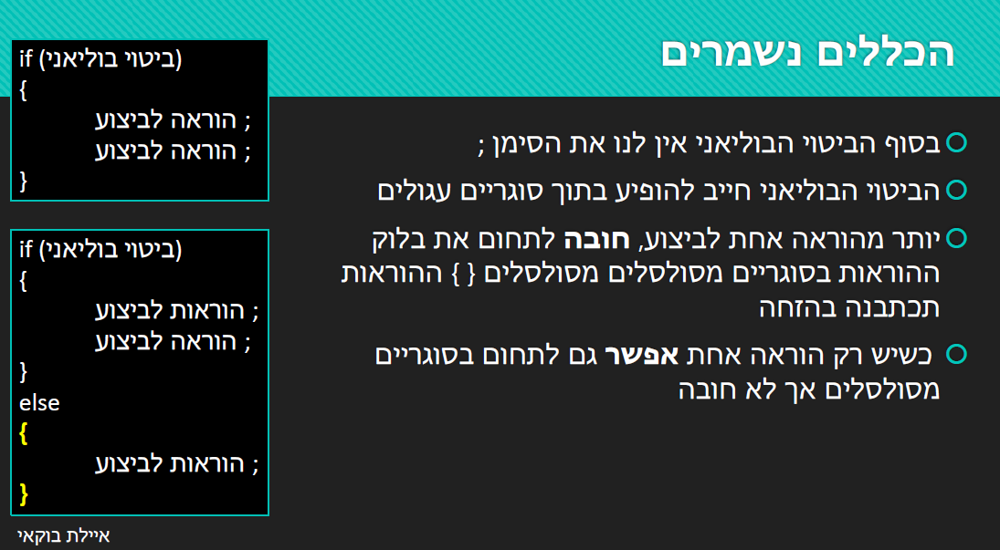 הכללים נשמרים
בסוף הביטוי הבוליאני אין לנו את הסימן ;
הביטוי הבוליאני חייב להופיע בתוך סוגריים עגולים
יותר מהוראה אחת לביצוע, חובה לתחום את בלוק
ההוראות בסוגריים מסולסלים מסולסלים { } ההוראות
תכתבנה בהזחה
כשיש רק הוראה אחת אפשר גם לתחום בסוגריים
מסולסלים אך לא חובה
if (ביטוי בוליאני)
{
הוראה לביצוע ;
הוראה לביצוע ;
}
if (ביטוי בוליאני)
{
הוראות לביצוע ;
הוראה לביצוע ;
}
else
{
הוראות לביצוע ;
}
איילת בוקאי